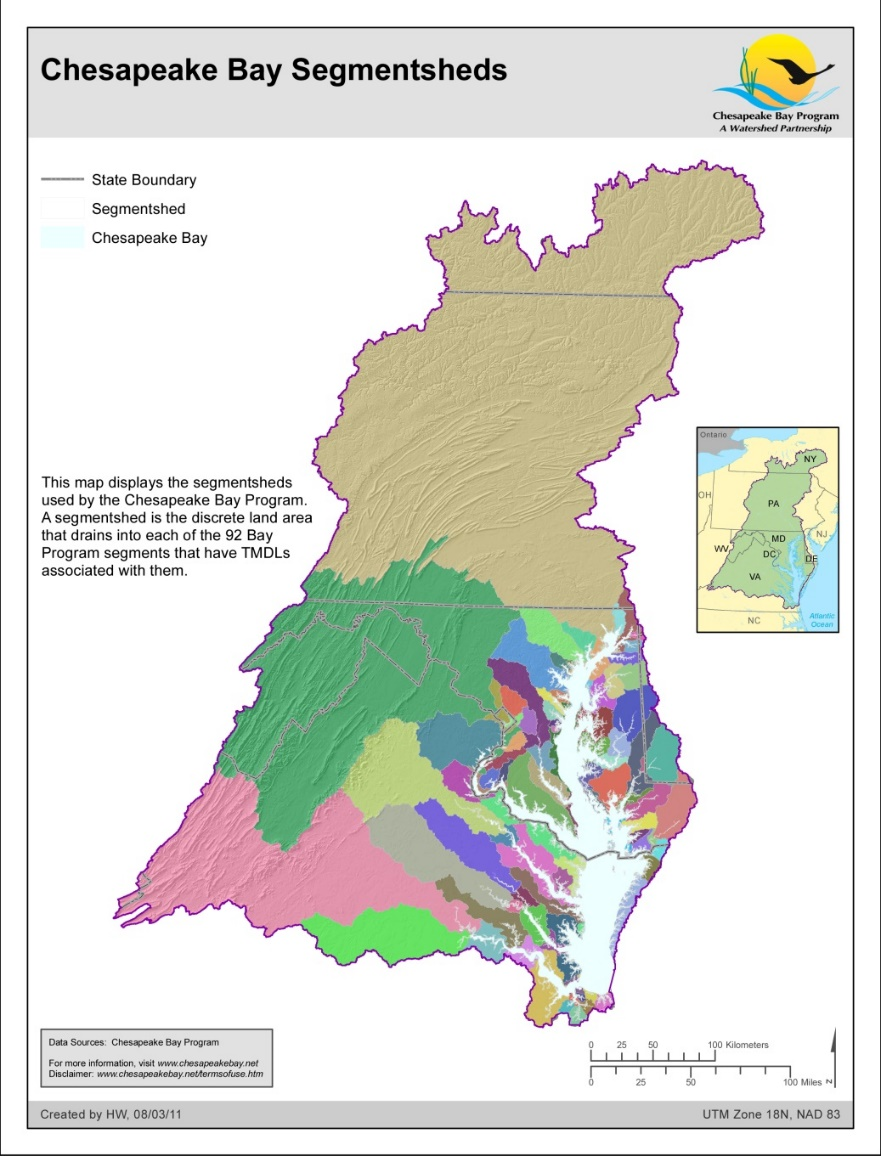 Chesapeake Bay Segmentsheds
Chesapeake Bay Program
A Watershed Partnership
State Boundary
Segmentshed
Chesapeake Bay
This map displays the segmentsheds
used by the Chesapeake Bay Program.
A segmentshed is the discrete land area
that drains into each of the 92 Bay
Program segments that have TMDLs
associated with them.
Ontario
NY
OH
PA
NJ
WV
MD
DC
DE
VA
NC
Atlantic
Ocean
Data Sources: Chesapeake Bay Program
For more information, visit www.chesapeakebay.net
Disclaimer: www.chesapeakebay.net/termsofuse.htm
0 25 50 100 Kilometers
0 25 50 100 Miles
N
Created by HW, 08/03/11
UTM Zone 18N, NAD 83